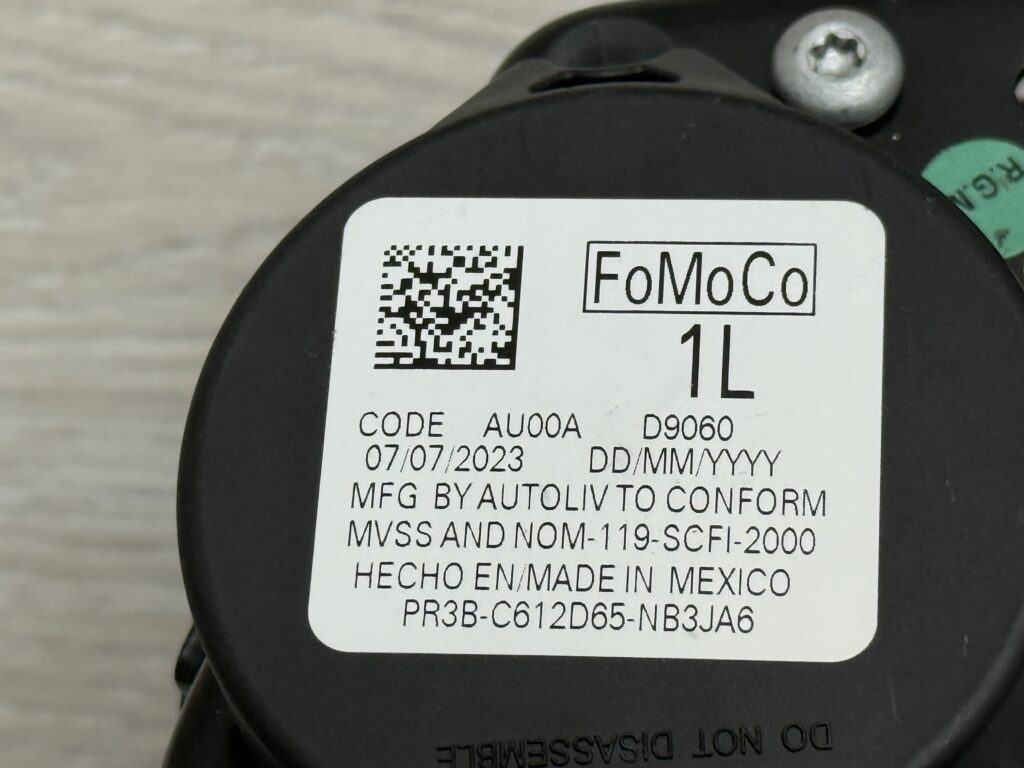 R.G.N
FoMoCo
1L
CODE AU00A D9060
07/07/2023 DD/MM/YYYY
MFG BY AUTOLIV TO CONFORM
MVSS AND NOM-119-SCFI-2000
HECHO EN/MADE IN MEXICO
PR3B-C612D65-NB3JA6
DO NOT DISASSEMBLE